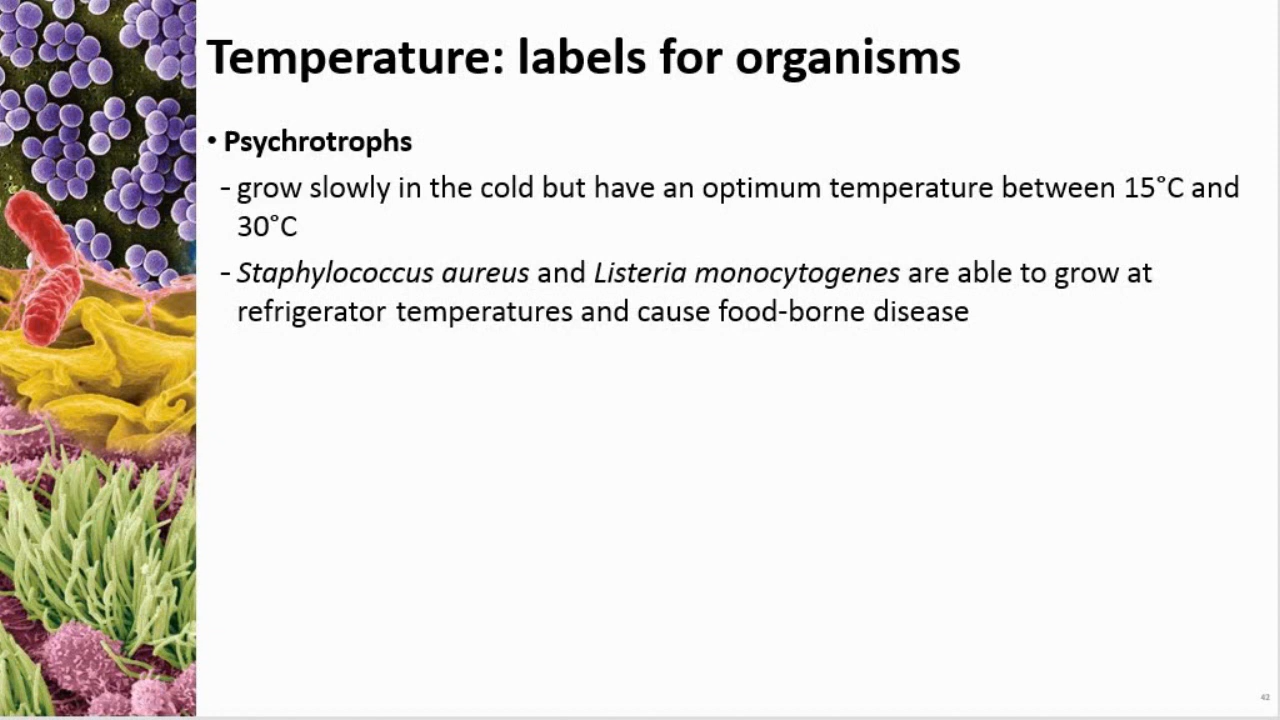 Temperature: labels for organisms
• Psychrotrophs
- grow slowly in the cold but have an optimum temperature between 15°C and
30°C
- Staphylococcus aureus and Listeria monocytogenes are able to grow at
refrigerator temperatures and cause food-borne disease
42